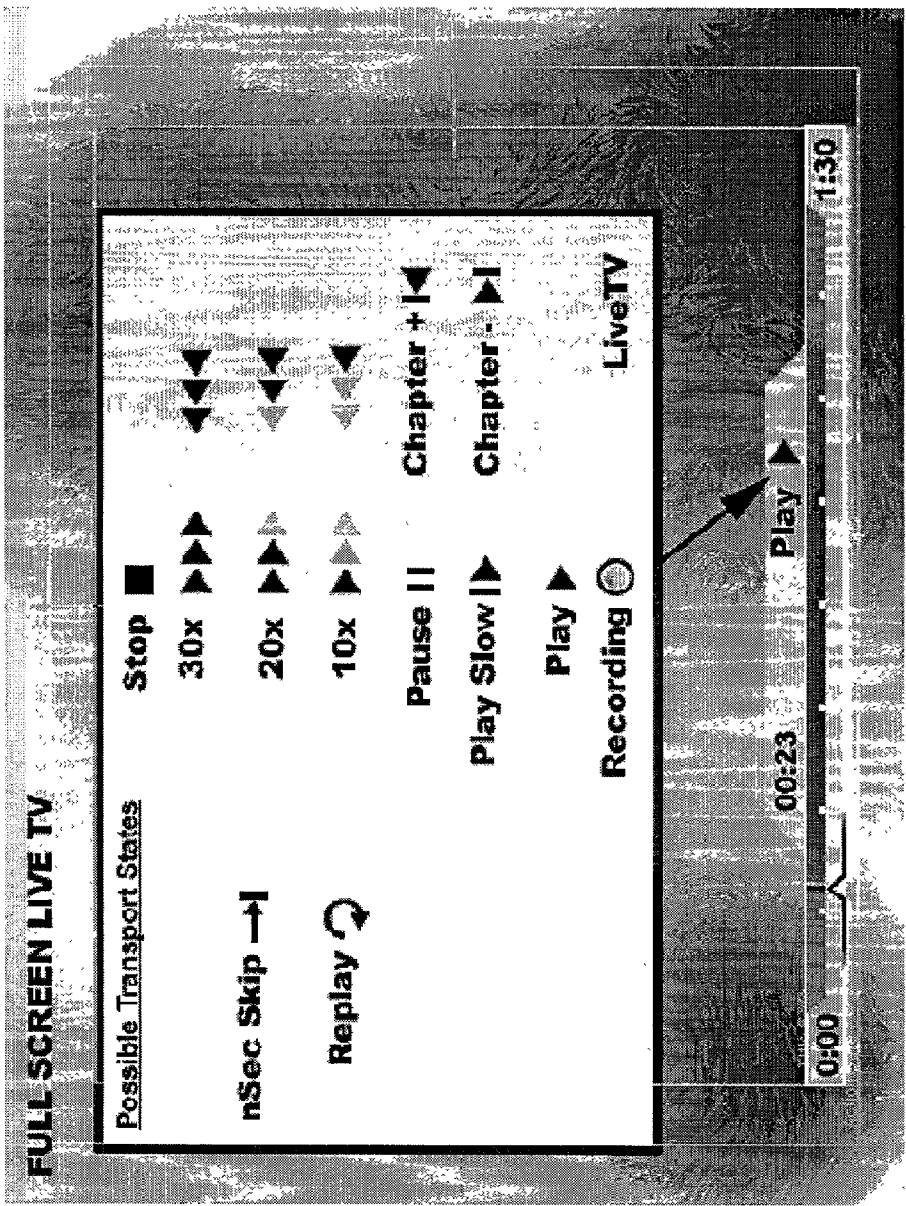 FULL SCREEN LIVE TV
Possible Transport States
Stop
30x
nSec Skip
20x
Replay
10x
Pause
Chapter +
Play Slow
Chapter -
Play
Recording
LiveTV
00:23
Play
0:00
1:30